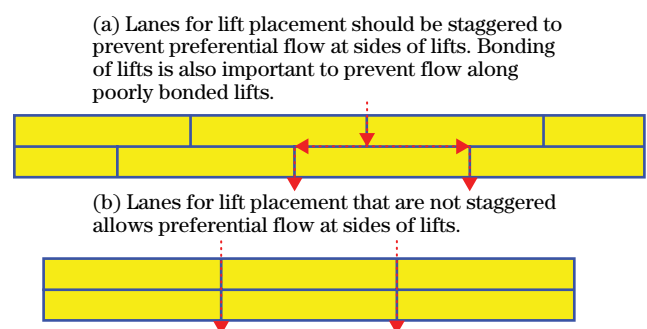 (a) Lanes for lift placement should be staggered to
prevent preferential flow at sides of lifts. Bonding
of lifts is also important to prevent flow along
poorly bonded lifts.
(b) Lanes for lift placement that are not staggered
allows preferential flow at sides of lifts.